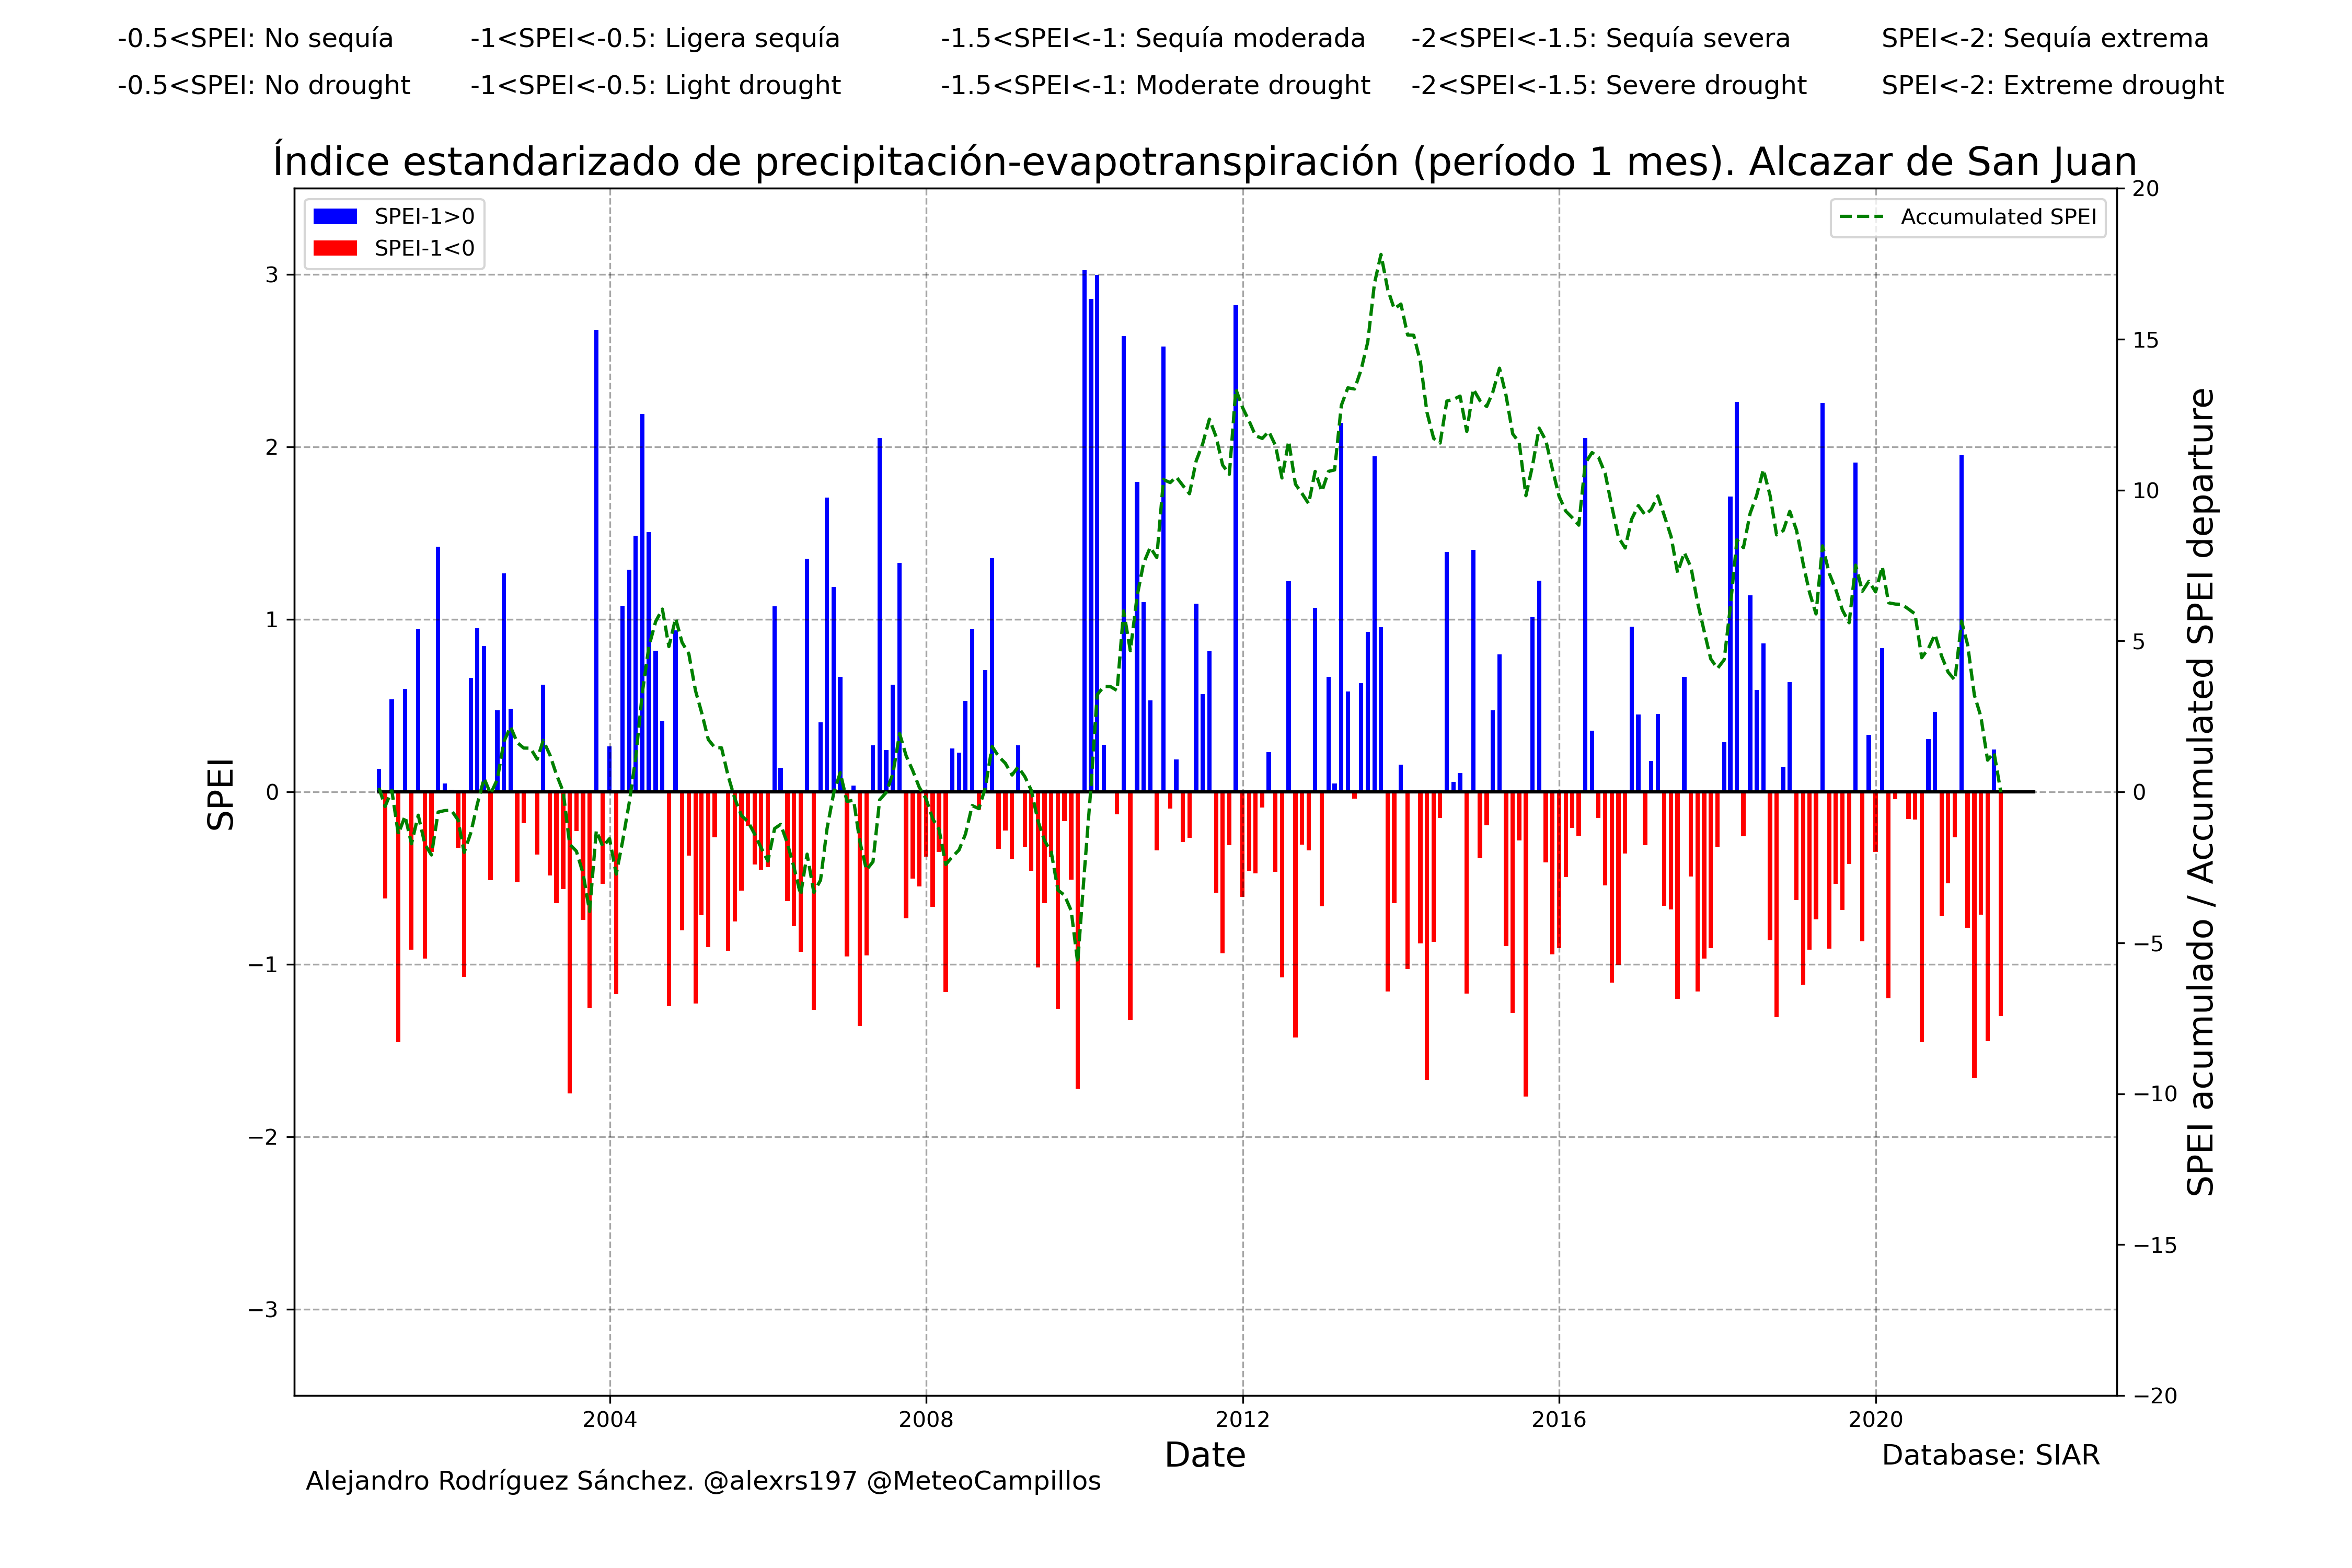 -0.5<SPEI: No sequía
-1<SPEI<-0.5: Ligera sequía
-1.5<SPEI<-1: Sequía moderada
-2<SPEI<-1.5: Sequía severa
SPEI<-2: Sequía extrema
-0.5<SPEI: No drought
-1<SPEI<-0.5: Light drought
-1.5<SPEI<-1: Moderate drought
-2<SPEI<-1.5: Severe drought
SPEI<-2: Extreme drought
Índice estandarizado de precipitación-evapotranspiración (período 1 mes). Alcazar de San Juan
SPEI-1>0
SPEI-1<0
Accumulated SPEI
SPEI
3
2
1
0
−1
−2
−3
20
15
10
5
0
−5
−10
−15
−20
SPEI acumulado / Accumulated SPEI departure
2004
2008
2012
2016
2020
Date
Database: SIAR
Alejandro Rodríguez Sánchez. @alexrs197 @MeteoCampillos